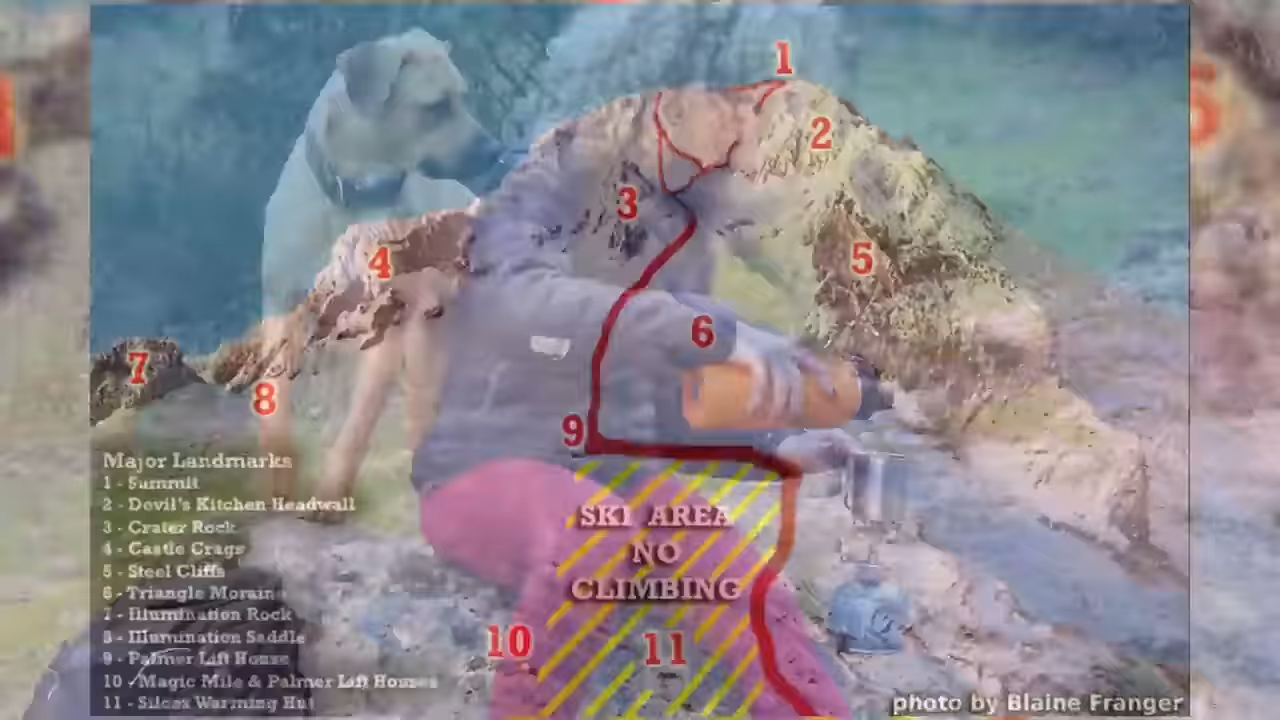 1
2
3
4
5
6
7
8
9
Major Landmarks
1 - Summit
2 - Devil's Kitchen Headwall
3 - Crater Rock
4 - Castle Crags
5 - Steel Cliffs
6 - Triangle Morain
7 - Illumination Rock
8 - Illumination Saddle
9 - Palmer Lift House
10 - Magic Mile & Palmer Lift Houses
11 - Silcox Warming Hut
SKI AREA
NO
CLIMBING
10
11
photo by Blaine Franger